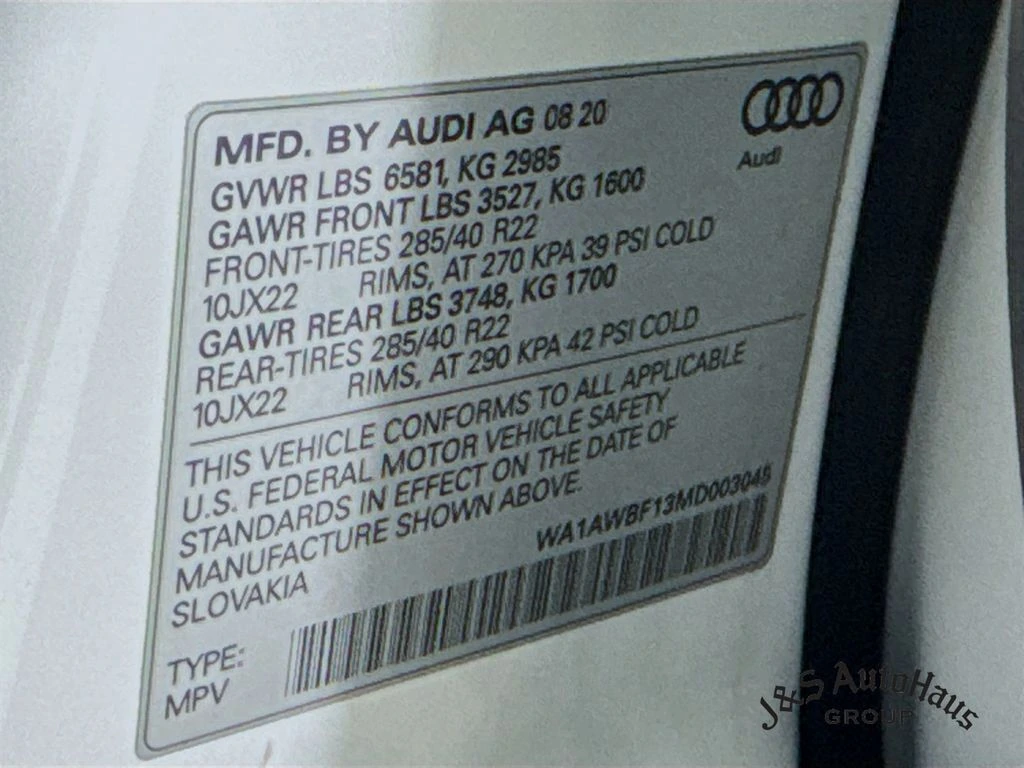 MFD. BY AUDI AG 08 20
Audi
GVWR LBS 6581, KG 2985
GAWR FRONT LBS 3527, KG 1600
FRONT-TIRES 285/40 R22
10JX22 RIMS, AT 270 KPA 39 PSI COLD
GAWR REAR LBS 3748, KG 1700
REAR-TIRES 285/40 R22
10JX22 RIMS, AT 290 KPA 42 PSI COLD
THIS VEHICLE CONFORMS TO ALL APPLICABLE
U.S. FEDERAL MOTOR VEHICLE SAFETY
STANDARDS IN EFFECT ON THE DATE OF
MANUFACTURE SHOWN ABOVE.
SLOVAKIA
TYPE:
MPV
J&S AutoHaus
GROUP